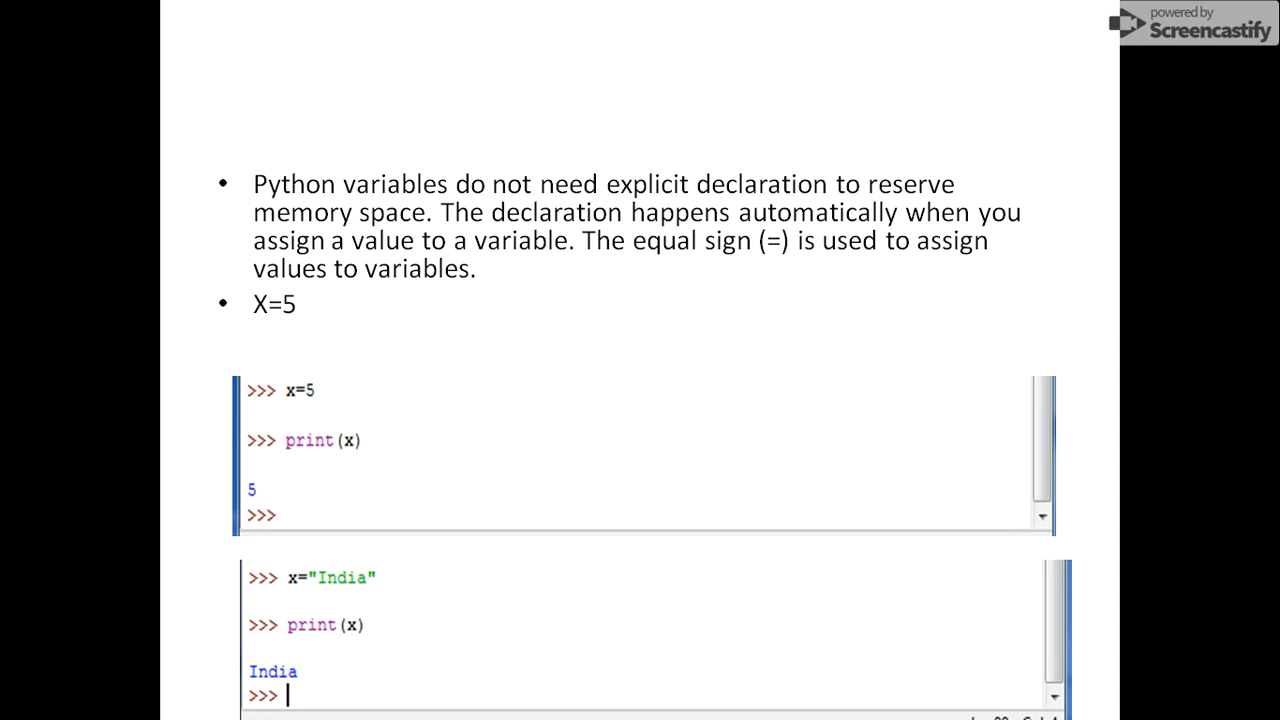 powered by
Screencastify
• Python variables do not need explicit declaration to reserve
memory space. The declaration happens automatically when you
assign a value to a variable. The equal sign (=) is used to assign
values to variables.
• X=5
>>> x=5
>>> print(x)
5
>>>
>>> x="India"
>>> print(x)
India
>>>